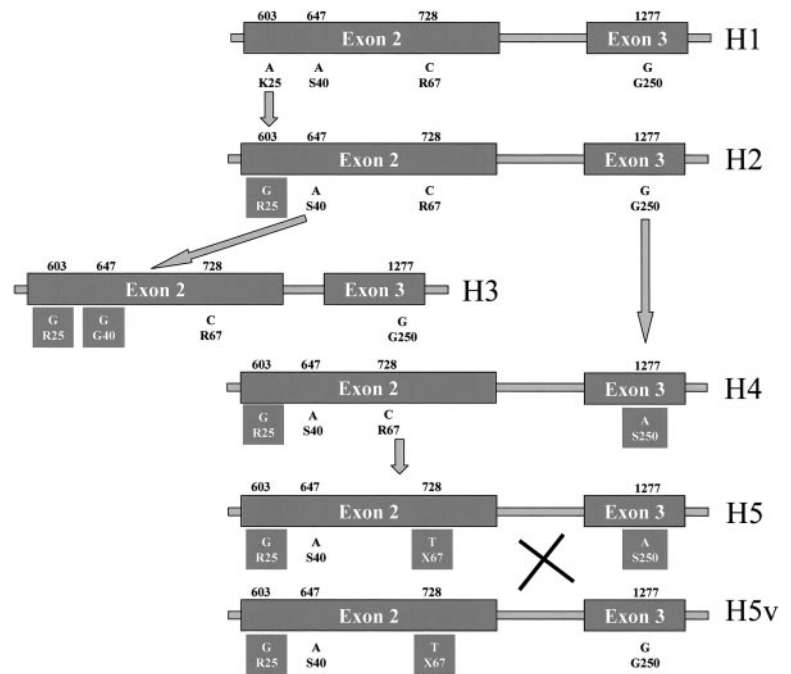 603 647 728 1277
Exon 2 Exon 3 H1
A A C G
K25 S40 R67 G250
603 647 728 1277
Exon 2 Exon 3 H2
G A C G
R25 S40 R67 G250
603 647 728 1277
Exon 2 Exon 3 H3
G G C G
R25 G40 R67 G250
603 647 728 1277
Exon 2 Exon 3 H4
G A C A
R25 S40 R67 S250
603 647 728 1277
Exon 2 Exon 3 H5
G A T A
R25 S40 X67 S250
603 647 728 1277
Exon 2 Exon 3 H5v
G A T G
R25 S40 X67 G250